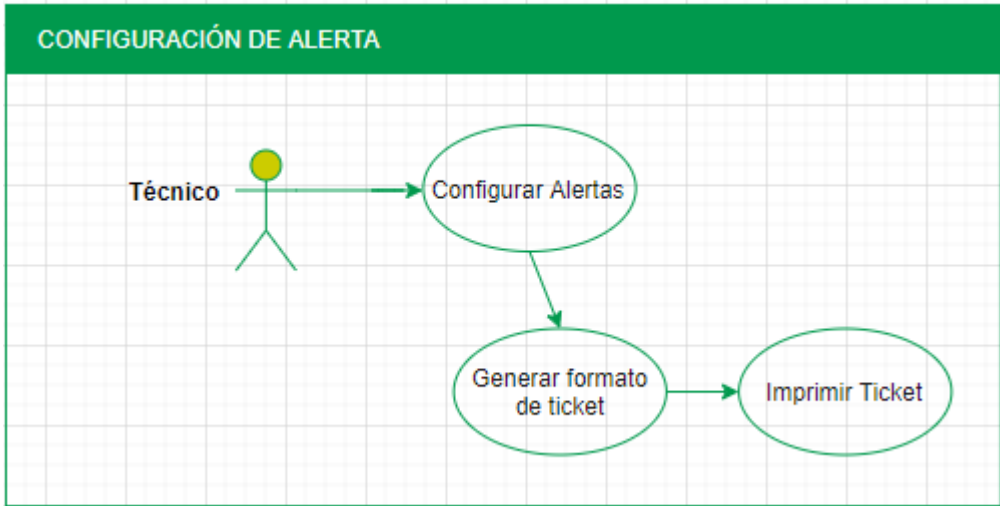 CONFIGURACIÓN DE ALERTA
Técnico
Configurar Alertas
Generar formato
de ticket
Imprimir Ticket